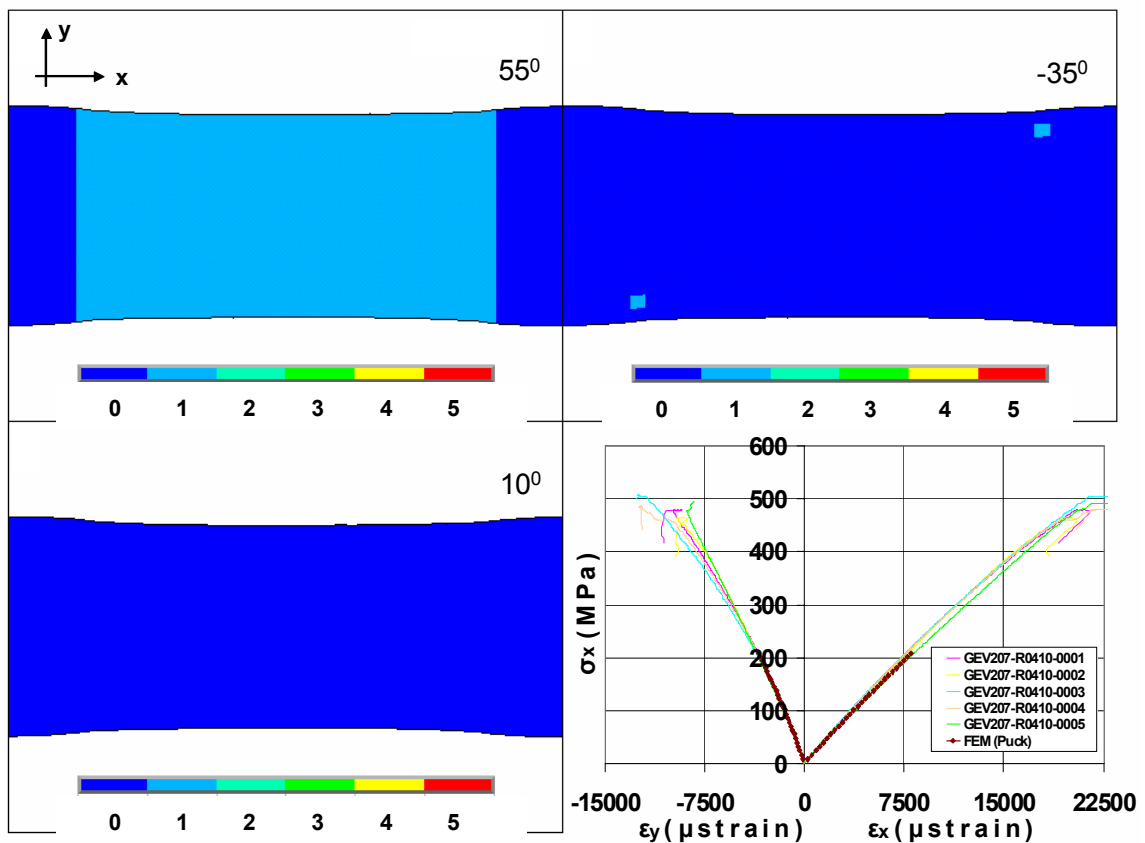 y
x
55⁰
-35⁰
0 1 2 3 4 5
0 1 2 3 4 5
10⁰
0 1 2 3 4 5
600
500
400
300
200
100
0
σx (MPa)
GEV207-R0410-0001
GEV207-R0410-0002
GEV207-R0410-0003
GEV207-R0410-0004
GEV207-R0410-0005
FEM (Puck)
-15000 -7500 0 7500 15000 22500
εy (μstrain) εx (μstrain)